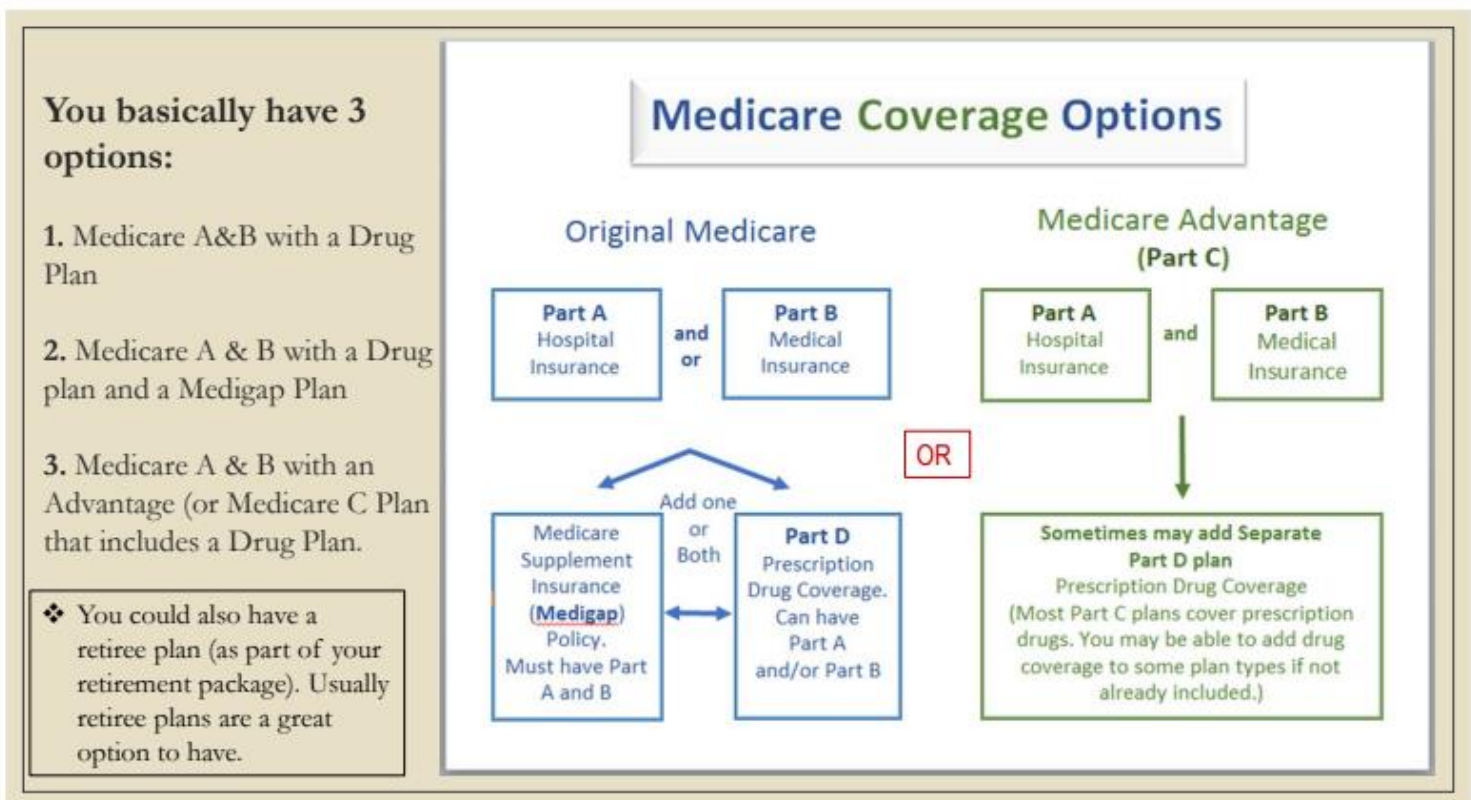 You basically have 3
options:
1. Medicare A&B with a Drug
Plan
2. Medicare A & B with a Drug
plan and a Medigap Plan
3. Medicare A & B with an
Advantage (or Medicare C Plan
that includes a Drug Plan.
❖ You could also have a
retiree plan (as part of your
retirement package). Usually
retiree plans are a great
option to have.
Medicare Coverage Options
Original Medicare
Part A
Hospital
Insurance
and
or
Part B
Medical
Insurance
Add one
or
Both
Medicare
Supplement
Insurance
(Medigap)
Policy.
Must have Part
A and B
Part D
Prescription
Drug Coverage.
Can have
Part A
and/or Part B
OR
Medicare Advantage
(Part C)
Part A
Hospital
Insurance
and
Part B
Medical
Insurance
Sometimes may add Separate
Part D plan
Prescription Drug Coverage
(Most Part C plans cover prescription
drugs. You may be able to add drug
coverage to some plan types if not
already included.)